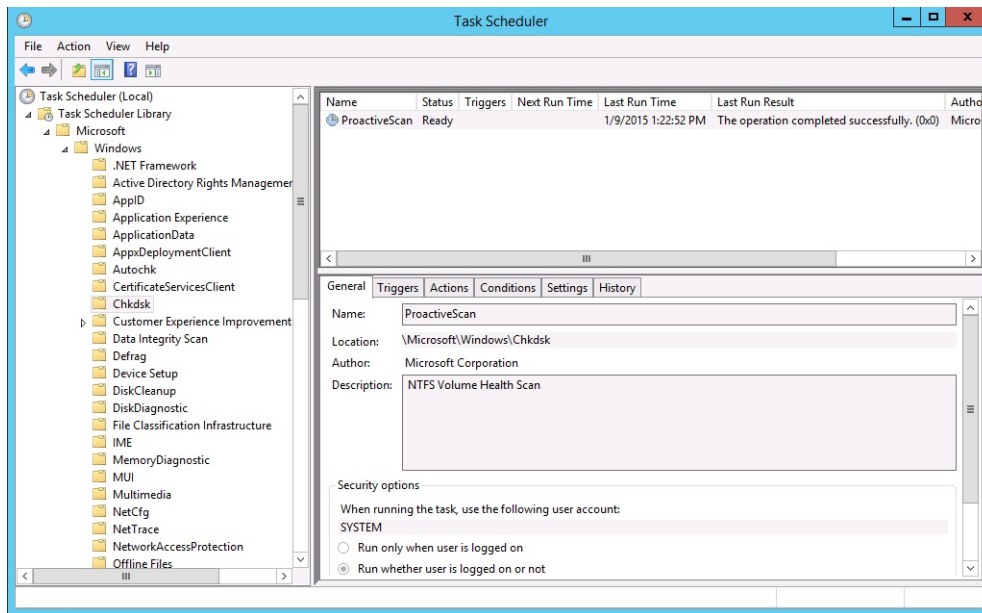 Task Scheduler
File Action View Help
Task Scheduler (Local)
Task Scheduler Library
Microsoft
Windows
.NET Framework
Active Directory Rights Managemer
AppID
Application Experience
ApplicationData
AppxDeploymentClient
Autochk
CertificateServicesClient
Chkdsk
Customer Experience Improvement
Data Integrity Scan
Defrag
Device Setup
DiskCleanup
DiskDiagnostic
File Classification Infrastructure
IME
MemoryDiagnostic
MUI
Multimedia
NetCfg
NetTrace
NetworkAccessProtection
Offline Files
Name Status Triggers Next Run Time Last Run Time Last Run Result Autho
ProactiveScan Ready 1/9/2015 1:22:52 PM The operation completed successfully. (0x0) Micro
General Triggers Actions Conditions Settings History
Name: ProactiveScan
Location: \Microsoft\Windows\Chkdsk
Author: Microsoft Corporation
Description: NTFS Volume Health Scan
Security options
When running the task, use the following user account:
SYSTEM
Run only when user is logged on
Run whether user is logged on or not